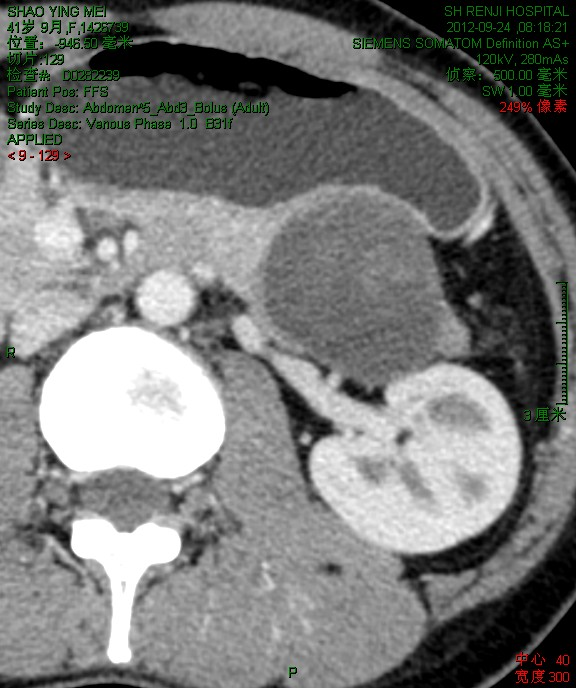 SHAO YING MEI
SH RENJI HOSPITAL
41岁 9月,F,1426739
2012-09-24 ,08:18:21
位置: -946.50 毫米
SIEMENS SOMATOM Definition AS+
切片:129
120kV, 280mAs
检查#: D0282239
侦察: 500.00 毫米
Patient Pos: FFS
SW:1.00 毫米
Study Desc: Abdomen^5_Abd3_Bolus (Adult)
249% 像素
Series Desc: Venous Phase 1.0 B31f
APPLIED
< 9 - 129 >
R
3 厘米
P
中心 40
宽度 300